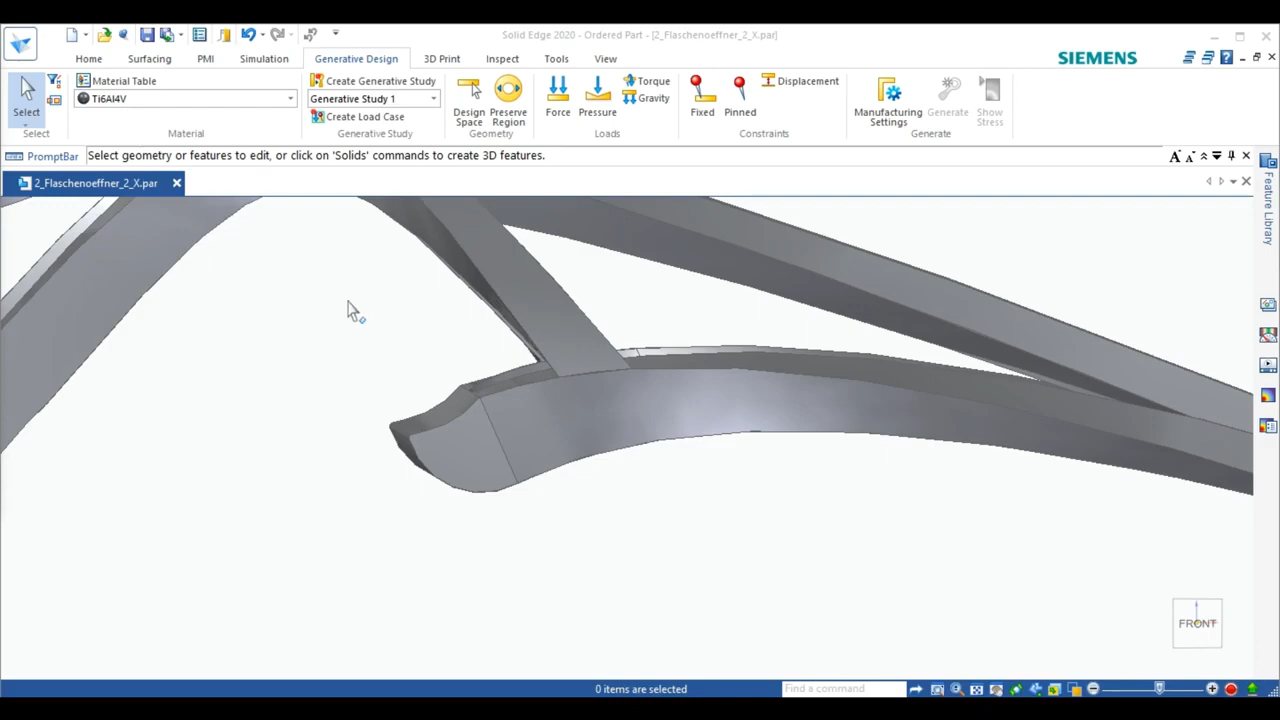 Solid Edge 2020 - Ordered Part - [2_Flaschenoeffner_2_X.par]
Home Surfacing PMI Simulation Generative Design 3D Print Inspect Tools View
SIEMENS
Select
Select
Material Table
Ti6Al4V
Material
Create Generative Study
Generative Study 1
Create Load Case
Generative Study
Design Space
Preserve Region
Geometry
Force
Pressure
Torque
Gravity
Loads
Fixed
Pinned
Displacement
Constraints
Manufacturing Settings
Generate
Show Stress
Generate
PromptBar Select geometry or features to edit, or click on 'Solids' commands to create 3D features.
2_Flaschenoeffner_2_X.par
Feature Library
FRONT
0 items are selected
Find a command